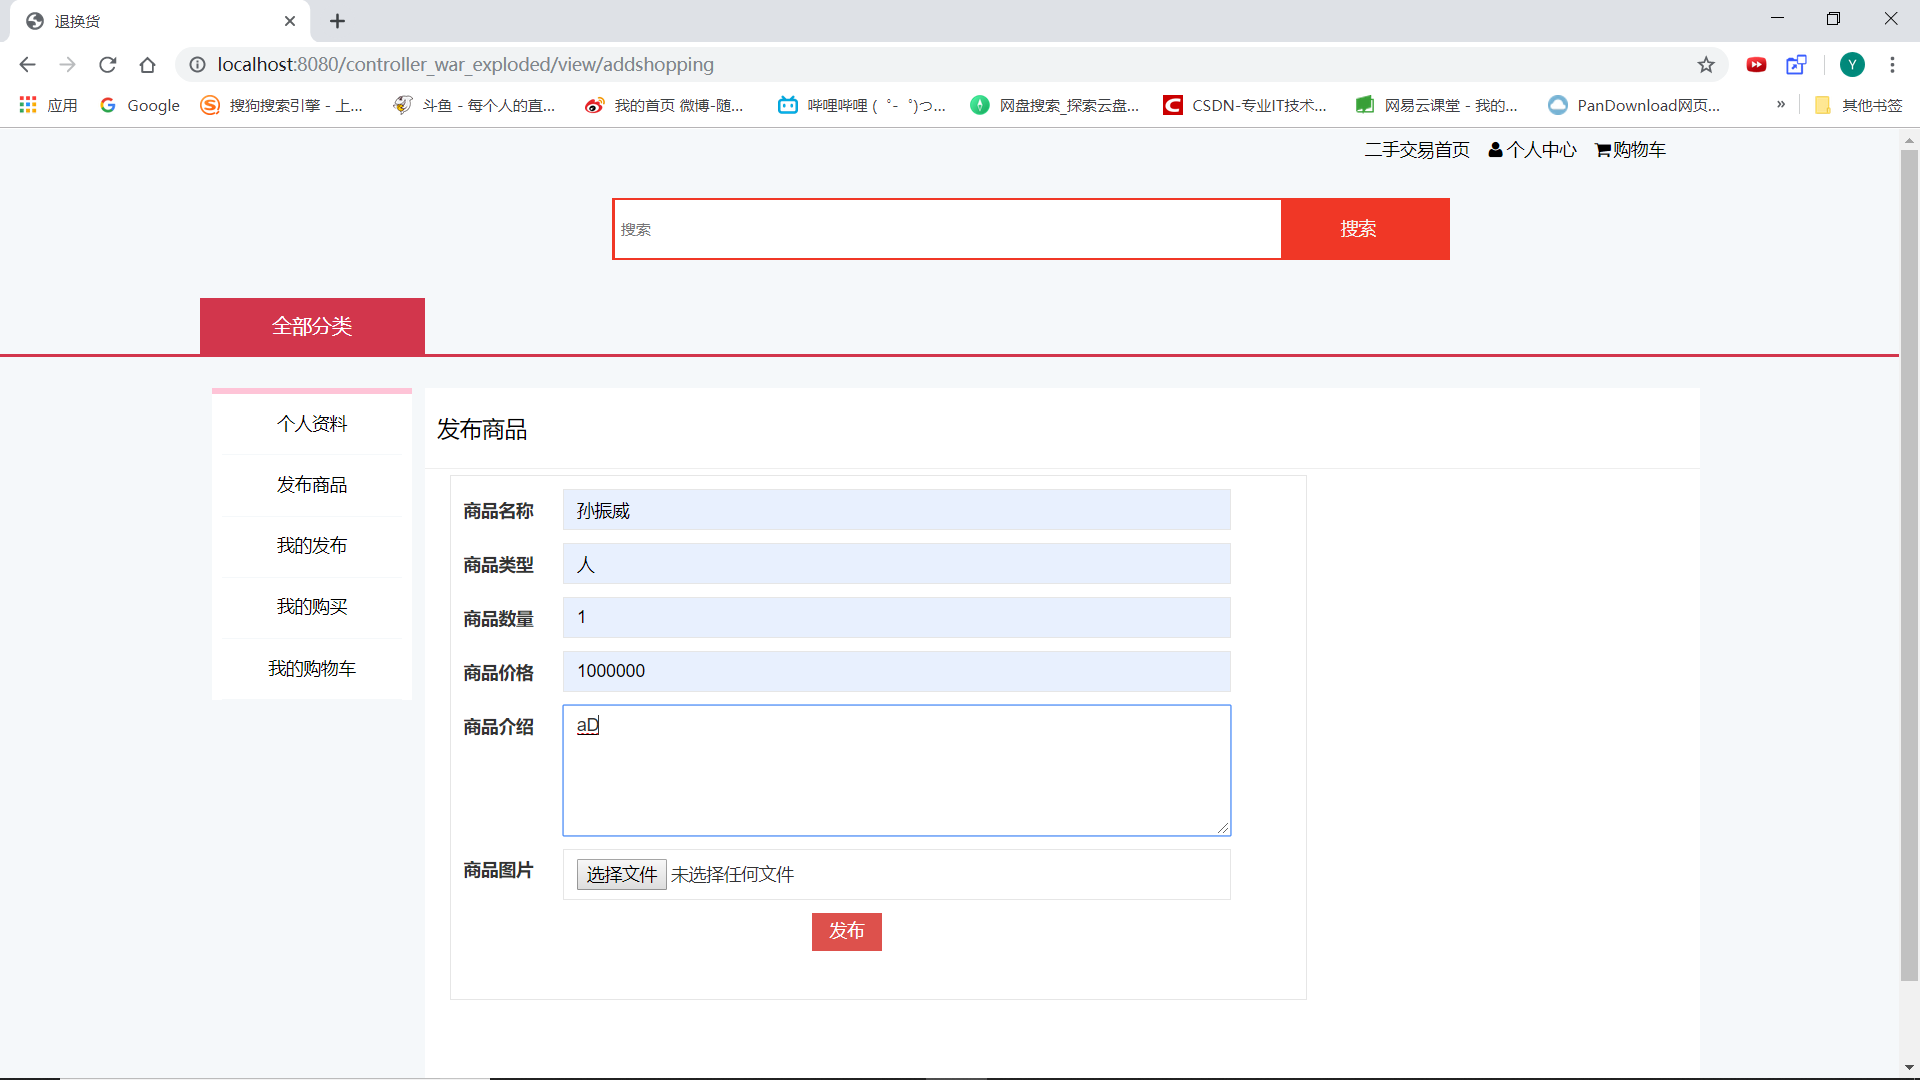 退换货
localhost:8080/controller_war_exploded/view/addshopping
Y
应用
Google
搜狗搜索引擎 - 上...
斗鱼 - 每个人的直...
我的首页 微博-随...
哔哩哔哩 ( ゜- ゜)つ...
网盘搜索_探索云盘...
CSDN-专业IT技术...
网易云课堂 - 我的...
PanDownload网页...
»
其他书签
二手交易首页 个人中心 购物车
搜索 搜索
全部分类
个人资料
发布商品
我的发布
我的购买
我的购物车
发布商品
商品名称 孙振威
商品类型 人
商品数量 1
商品价格 1000000
商品介绍 aD
商品图片 选择文件 未选择任何文件
发布